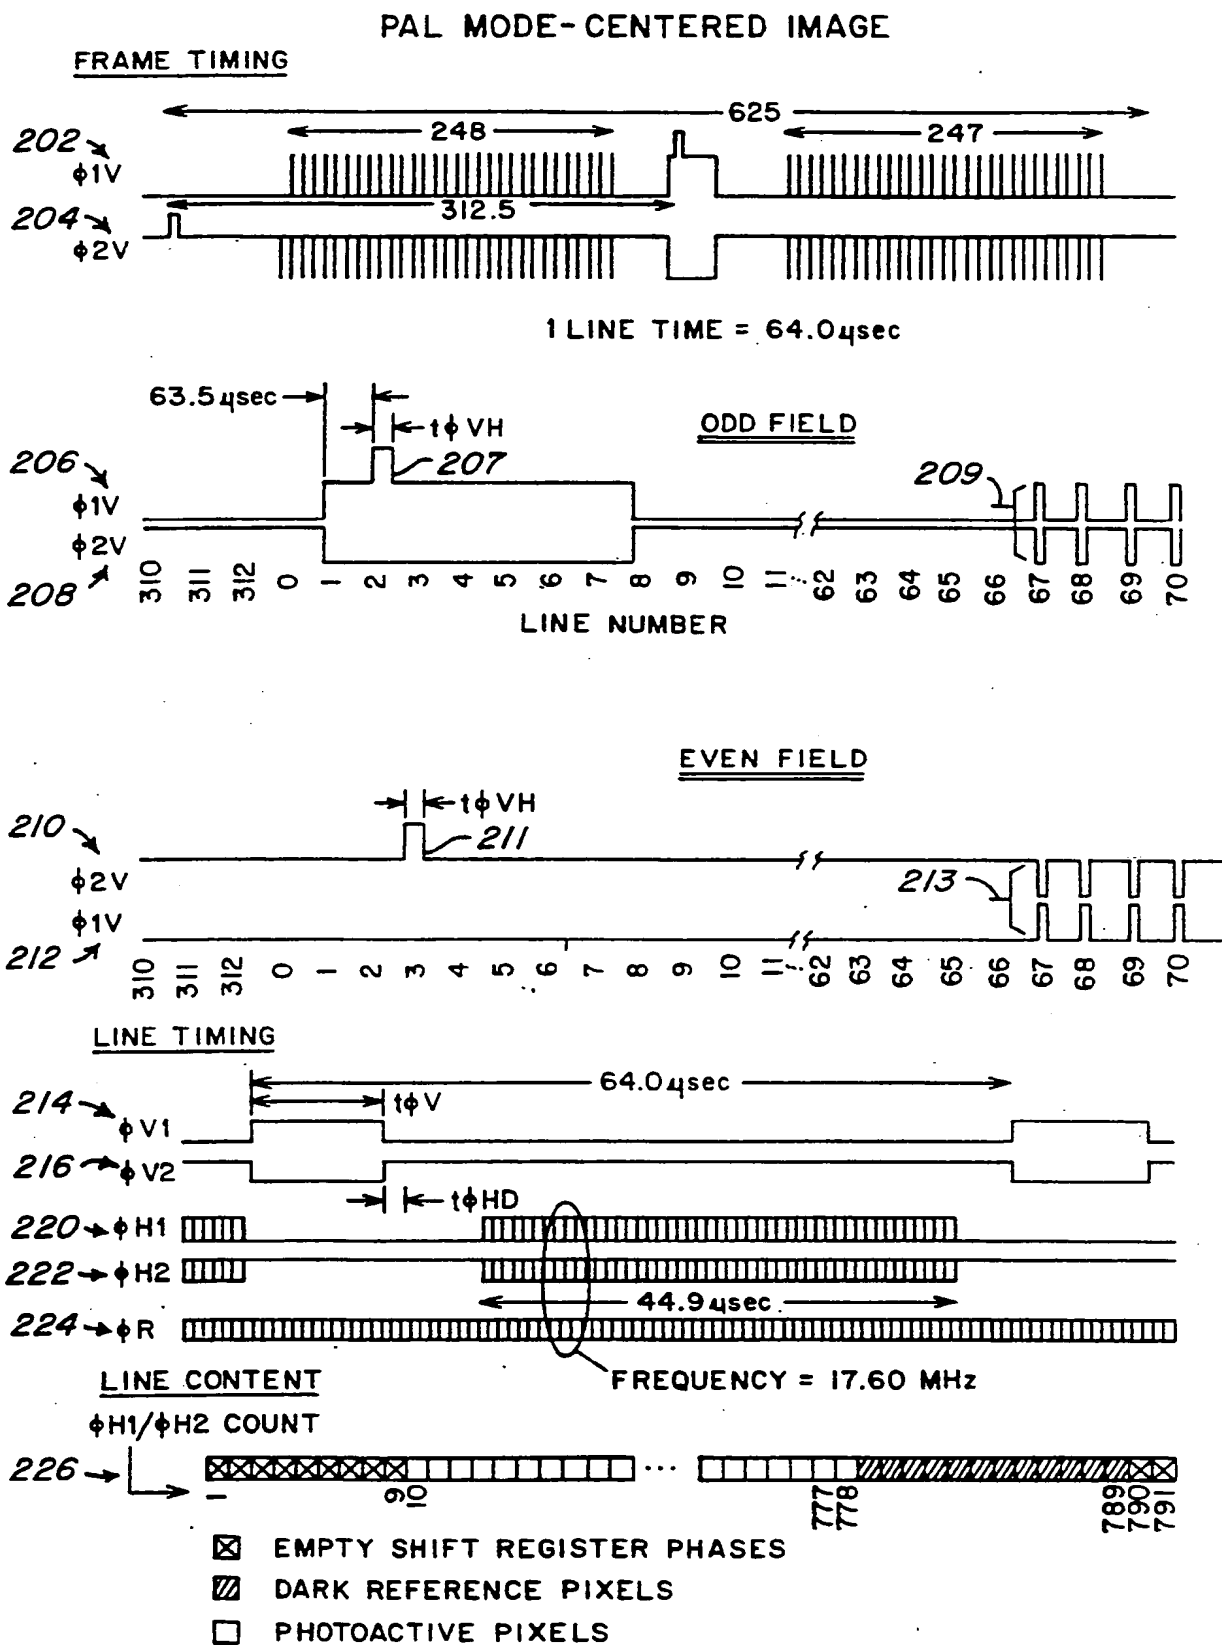 PAL MODE-CENTERED IMAGE
FRAME TIMING
625
248
247
202
φ1V
312.5
204
φ2V
1 LINE TIME = 64.0μsec
63.5μsec
tφVH
ODD FIELD
206
207
209
φ1V
φ2V
208
310 311 312 0 1 2 3 4 5 6 7 8 9 10 11 ... 62 63 64 65 66 67 68 69 70
LINE NUMBER
EVEN FIELD
tφVH
210
211
φ2V
213
φ1V
212
310 311 312 0 1 2 3 4 5 6 7 8 9 10 11 ... 62 63 64 65 66 67 68 69 70
LINE TIMING
64.0μsec
214
tφV
φV1
216
φV2
tφHD
220 φH1
222 φH2
44.9μsec
224 φR
LINE CONTENT
FREQUENCY = 17.60 MHz
φH1/φH2 COUNT
226
...
1 9 10 777 778 789 790 791
EMPTY SHIFT REGISTER PHASES
DARK REFERENCE PIXELS
PHOTOACTIVE PIXELS